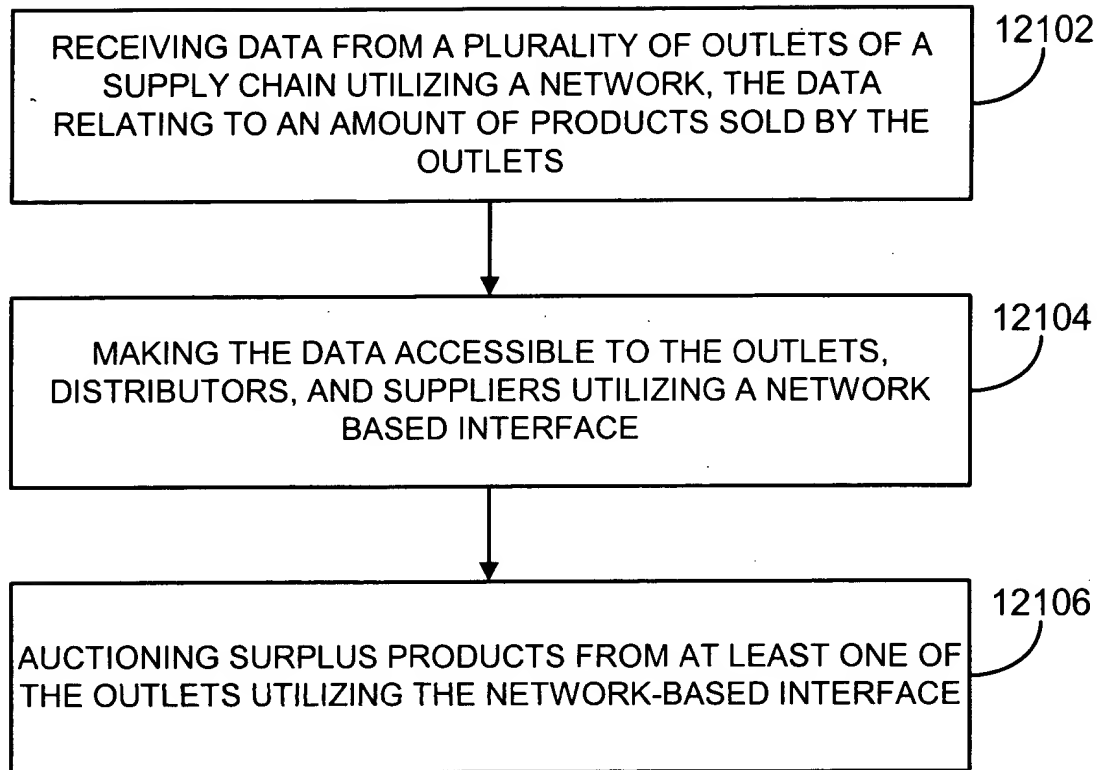 RECEIVING DATA FROM A PLURALITY OF OUTLETS OF A
SUPPLY CHAIN UTILIZING A NETWORK, THE DATA
RELATING TO AN AMOUNT OF PRODUCTS SOLD BY THE
OUTLETS
12102
MAKING THE DATA ACCESSIBLE TO THE OUTLETS,
DISTRIBUTORS, AND SUPPLIERS UTILIZING A NETWORK
BASED INTERFACE
12104
AUCTIONING SURPLUS PRODUCTS FROM AT LEAST ONE OF
THE OUTLETS UTILIZING THE NETWORK-BASED INTERFACE
12106